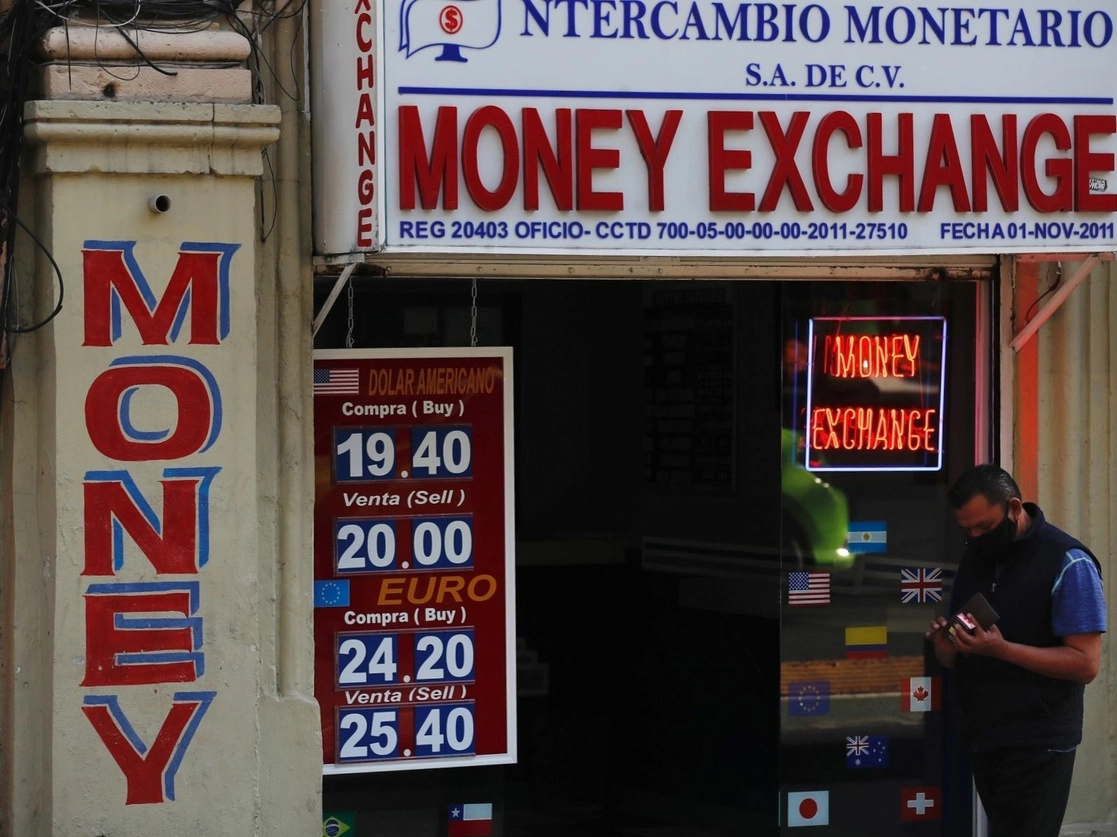 NTERCAMBIO MONETARIO
S.A. DE C.V.
MONEY EXCHANGE
REG 20403 OFICIO- CCTD 700-05-00-00-00-2011-27510 FECHA 01-NOV-2011
XCHANGE
MONEY
DOLAR AMERICANO
Compra ( Buy )
19.40
Venta (Sell )
20.00
EURO
Compra ( Buy )
24.20
Venta (Sell )
25.40
MONEY
EXCHANGE